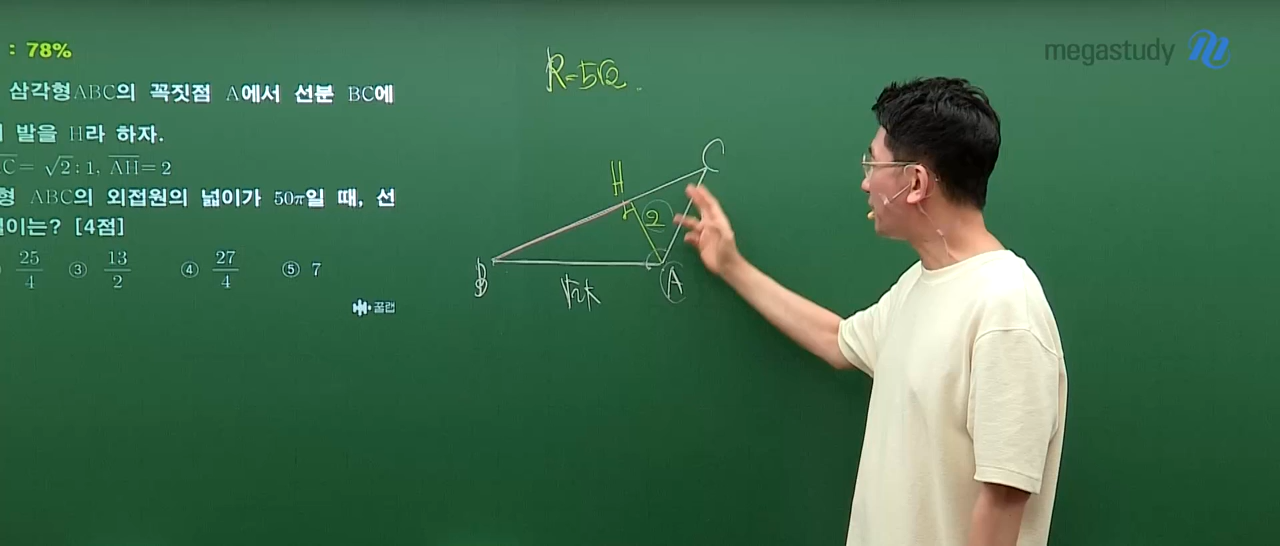 : 78%
삼각형ABC의 꼭짓점 A에서 선분 BC에
발을 H라 하자.
C = √2 : 1, AH = 2
형 ABC의 외접원의 넓이가 50π일 때, 선
길이는? [4점]
25/4 ③ 13/2 ④ 27/4 ⑤ 7
꿀랩
R=5√2
C
H
2
B
A
√2k
megastudy